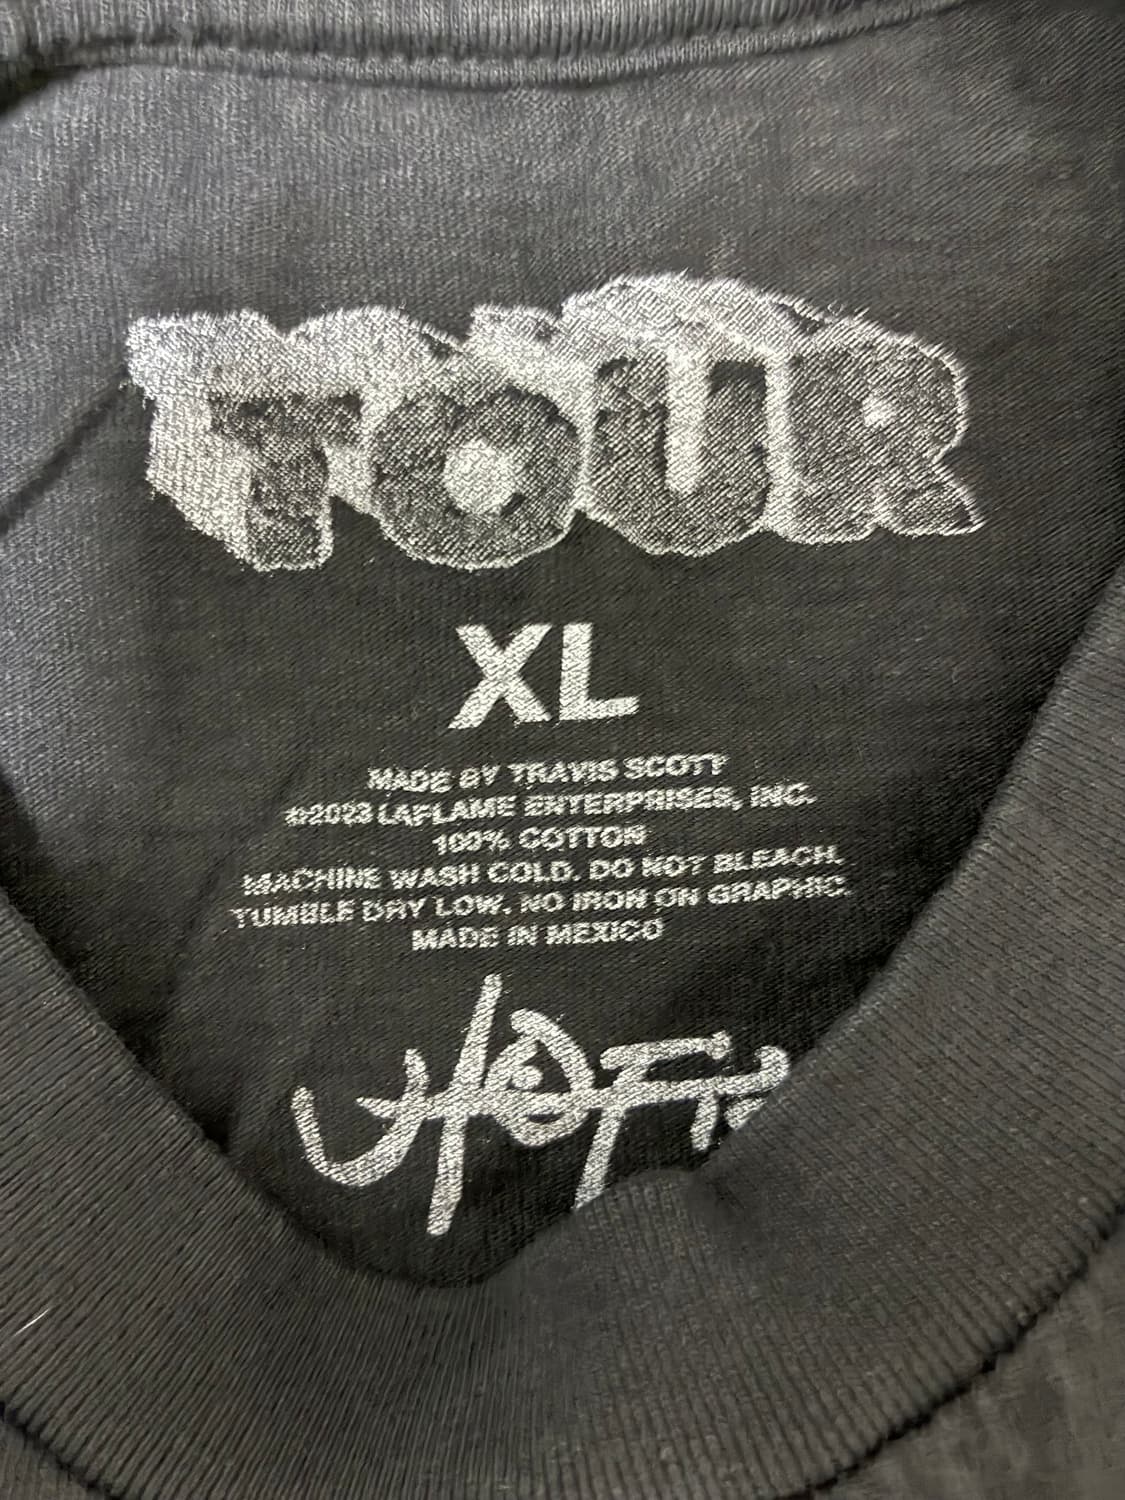 TOUR
XL
MADE BY TRAVIS SCOTT
©2023 LAFLAME ENTERPRISES, INC.
100% COTTON
MACHINE WASH COLD. DO NOT BLEACH.
TUMBLE DRY LOW. NO IRON ON GRAPHIC.
MADE IN MEXICO